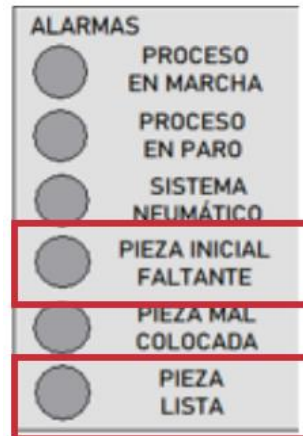 ALARMAS
PROCESO
EN MARCHA
PROCESO
EN PARO
SISTEMA
NEUMÁTICO
PIEZA INICIAL
FALTANTE
PIEZA MAL
COLOCADA
PIEZA
LISTA